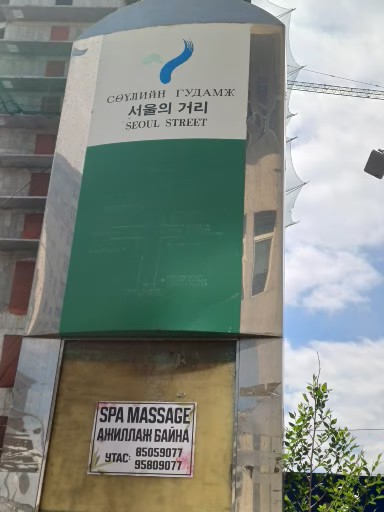 СӨҮЛИЙН ГУДАМЖ
서울의 거리
SEOUL STREET
SPA MASSAGE
АЖИЛЛАЖ БАЙНА
УТАС: 85059077
95809077